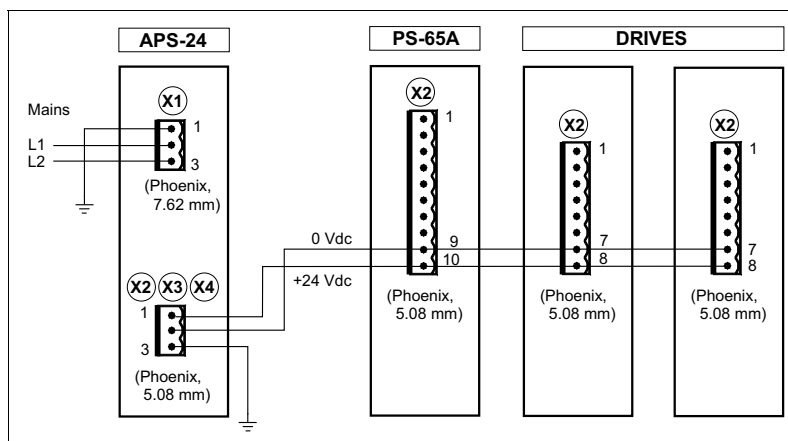 APS-24
PS-65A
DRIVES
X1
Mains
1
L1
L2
3
(Phoenix,
7.62 mm)
X2
1
X2
1
X2
1
0 Vdc
9
7
7
+24 Vdc
10
8
8
X2 X3 X4
1
3
(Phoenix,
5.08 mm)
(Phoenix,
5.08 mm)
(Phoenix,
5.08 mm)
(Phoenix,
5.08 mm)